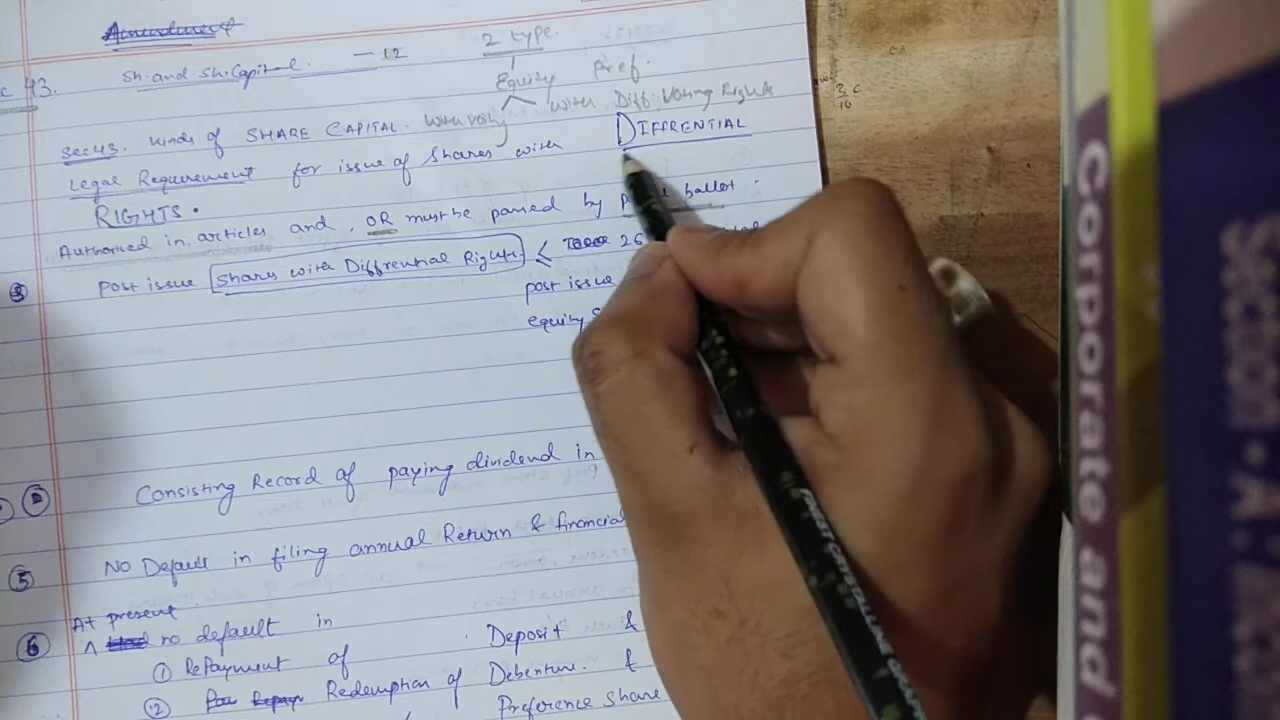 Amendment
Sh. and Sh. Capital. — 12
2 type.
43.
Equity Pref.
With Diff Voting Rights
Sec 43. Kinds of SHARE CAPITAL.
Legal Requirement for issue of Shares with DIFFRENTIAL
RIGHTS.
Authorised in articles and, OR must be passed by ballot.
post issue Shares with Diffrential Rights < 26
post issue
equity
Consisting Record of paying dividend in
5 No Default in filing annual Return & financial
At present
6 ^ no default in
1 RePayment of Deposit &
2 Redemption of Debenture. &
Preference Share
Corporate and
Section - A: